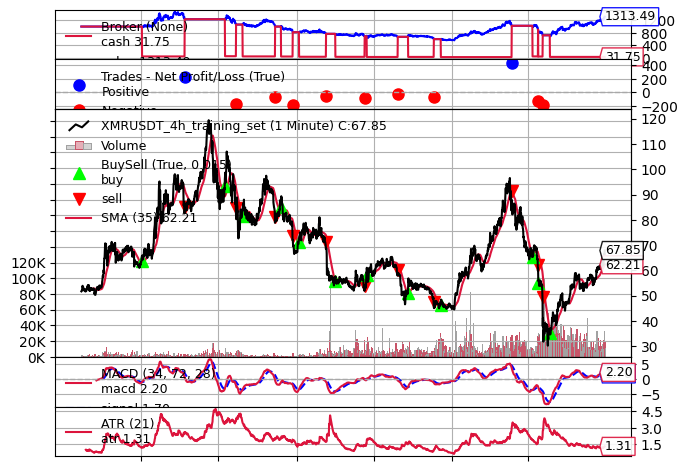 Broker (None)
cash 31.75
1313.49
800
400
31.75
0
Trades - Net Profit/Loss (True)
Positive
400
200
0
−200
XMRUSDT_4h_training_set (1 Minute) C:67.85
Volume
BuySell (True, 0.015)
buy
sell
SMA (35) 62.21
120
110
100
90
80
70
67.85
62.21
60
50
40
30
120K
100K
80K
60K
40K
20K
0K
MACD (34, 72, 28)
macd 2.20
5
2.20
0
−5
ATR (21)
atr 1.31
4.5
3.0
1.5
1.31